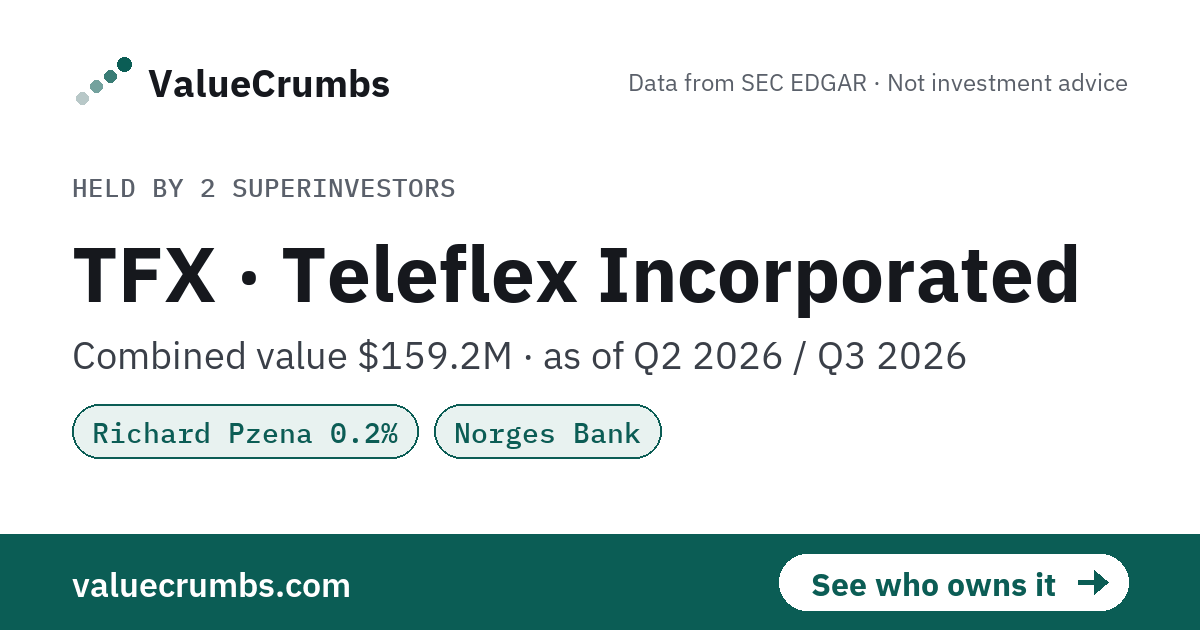 ValueCrumbs
Data from SEC EDGAR · Not investment advice
HELD BY 2 SUPERINVESTORS
TFX · Teleflex Incorporated
Combined value $159.2M · as of Q2 2026 / Q3 2026
Richard Pzena 0.2%
Norges Bank
valuecrumbs.com
See who owns it →